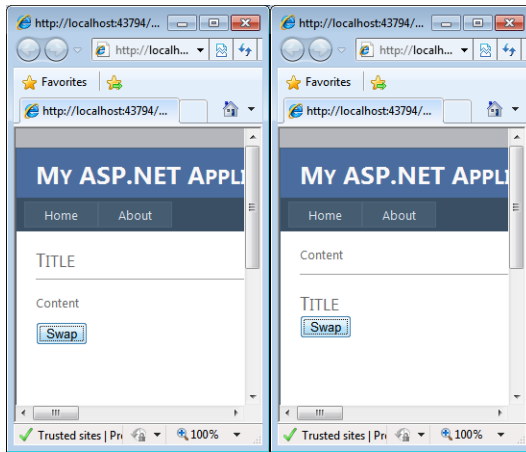 http://localhost:43794/...
http://localh...
Favorites
http://localhost:43794/...
MY ASP.NET APPLI
Home About
TITLE
Content
Swap
Trusted sites | Pr
100%
http://localhost:43794/...
http://localh...
Favorites
http://localhost:43794/...
MY ASP.NET APPL
Home About
Content
TITLE
Swap
Trusted sites | Pr
100%